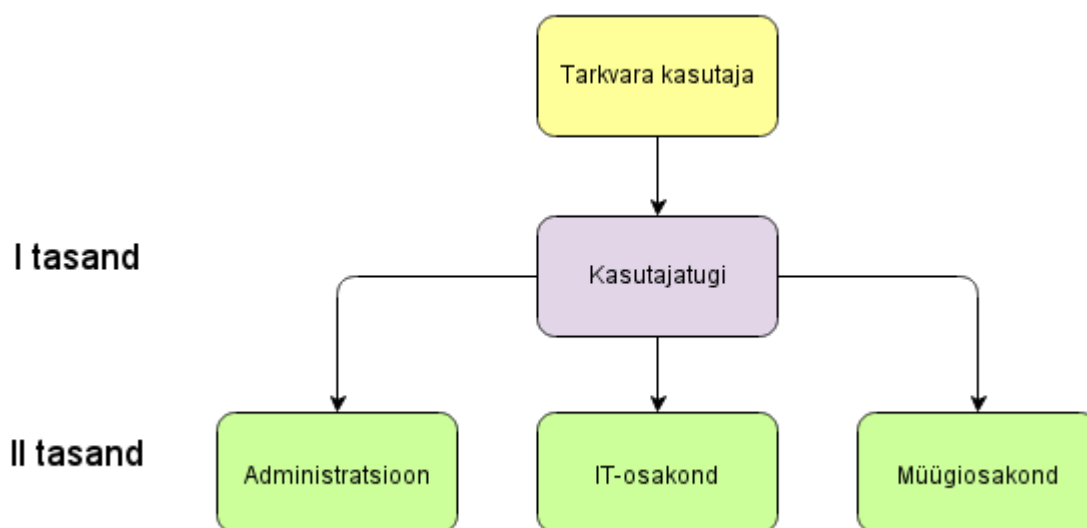 Tarkvara kasutaja
I tasand
Kasutajatugi
II tasand
Administratsioon
IT-osakond
Müügiosakond